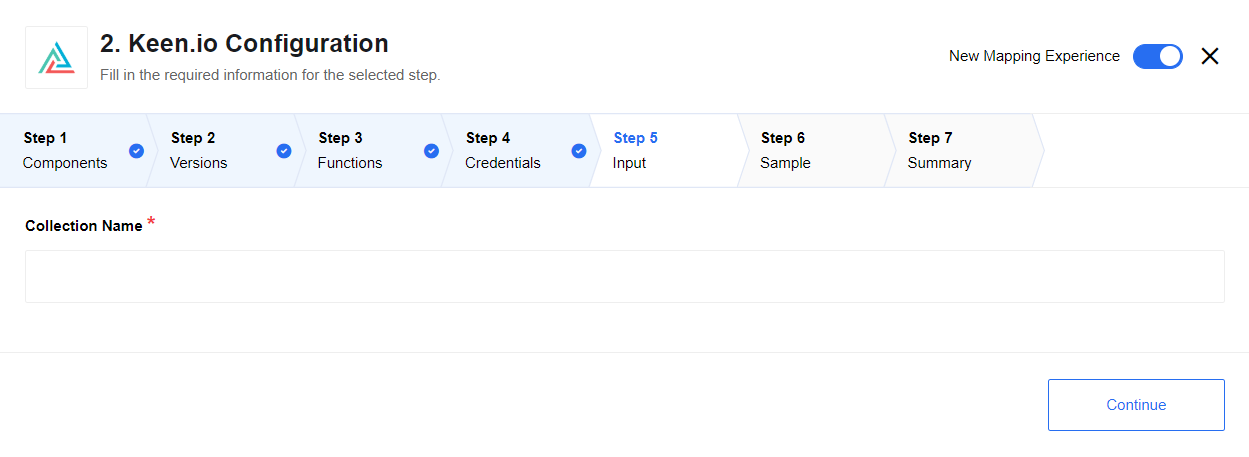 2. Keen.io Configuration
Fill in the required information for the selected step.
New Mapping Experience
Step 1
Components
Step 2
Versions
Step 3
Functions
Step 4
Credentials
Step 5
Input
Step 6
Sample
Step 7
Summary
Collection Name *
Continue